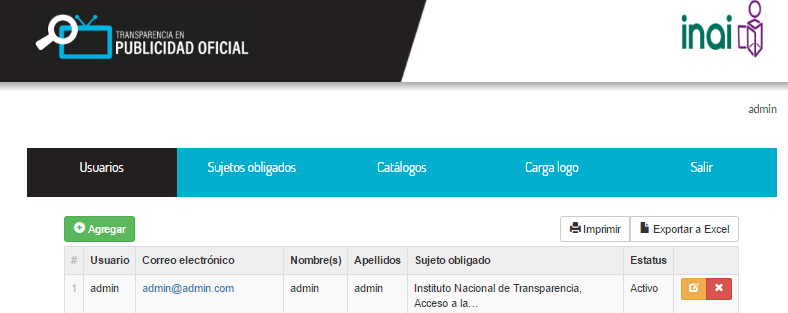 TRANSPARENCIA EN
PUBLICIDAD OFICIAL
inai
admin
Usuarios Sujetos obligados Catálogos Carga logo Salir
Agregar Imprimir Exportar a Excel
# Usuario Correo electrónico Nombre(s) Apellidos Sujeto obligado Estatus
1 admin admin@admin.com admin admin Instituto Nacional de Transparencia, Activo
Acceso a la...